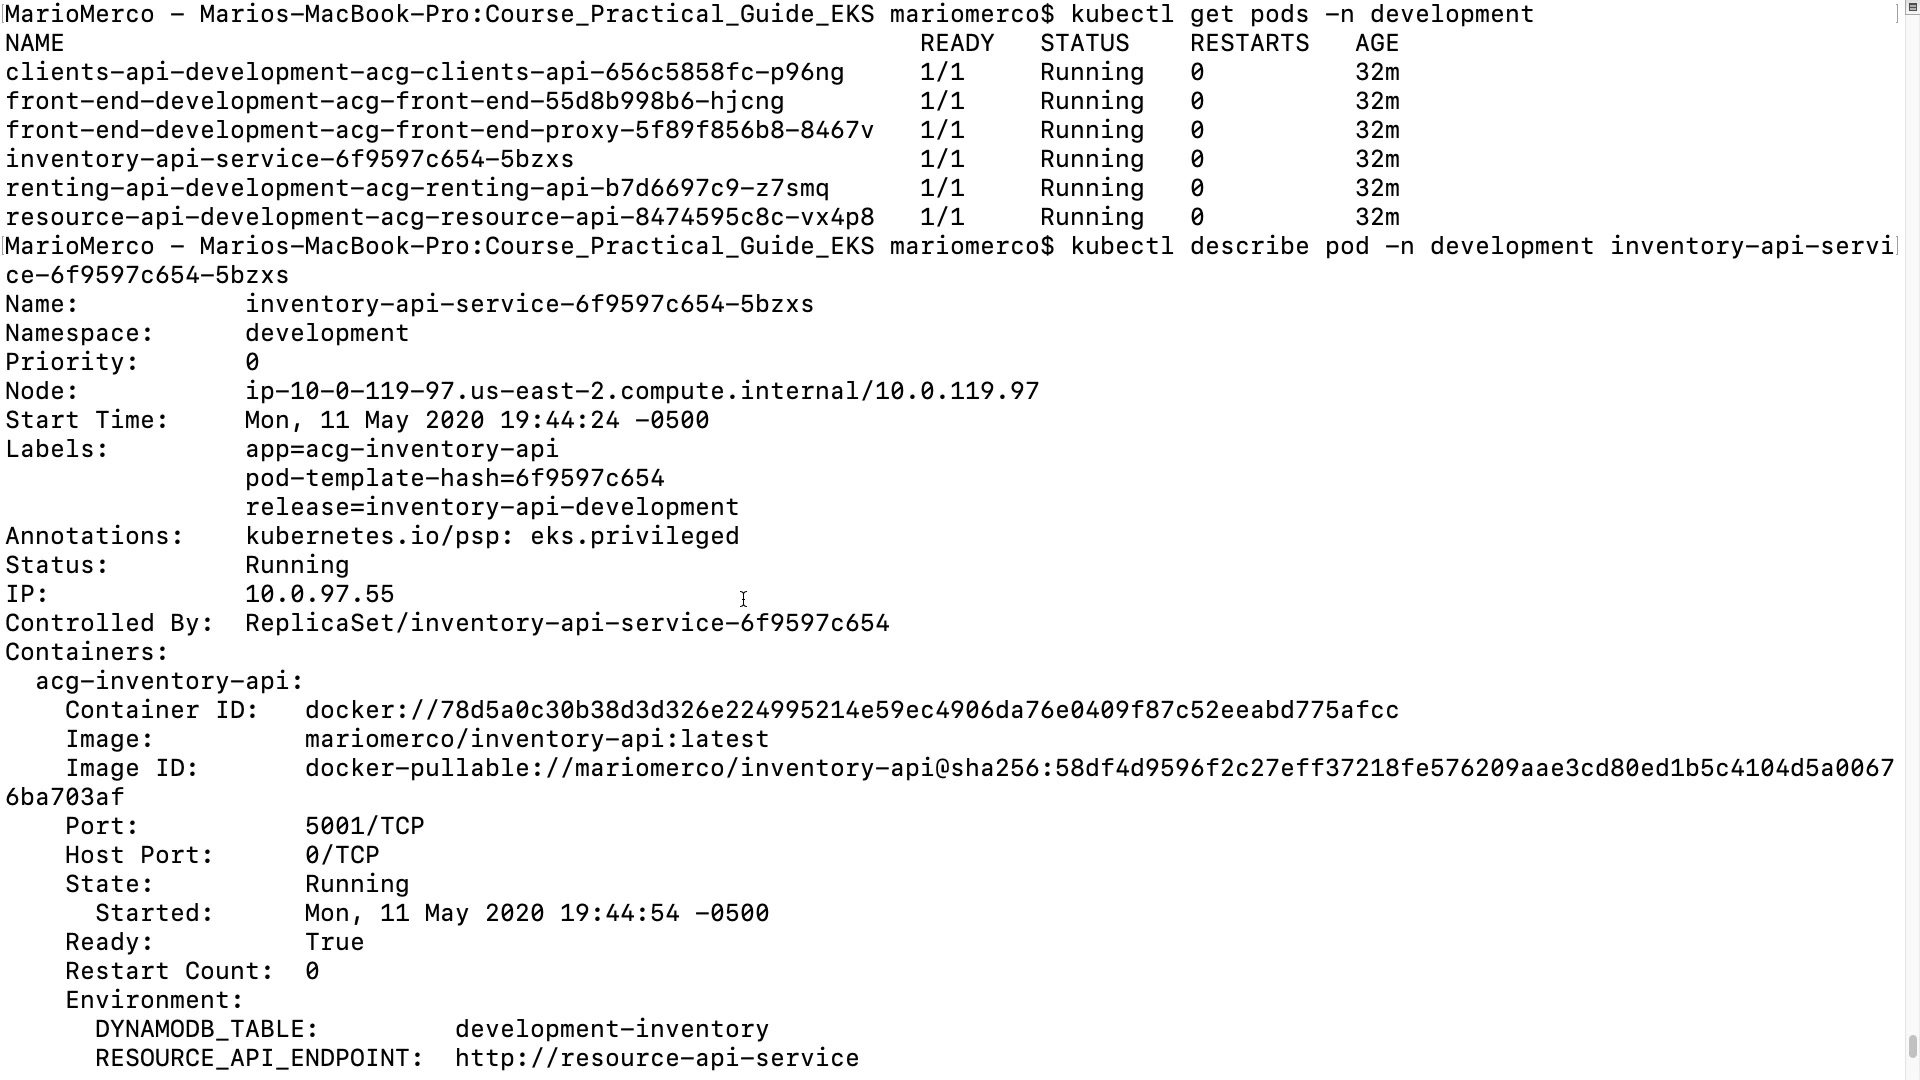 MarioMerco - Marios-MacBook-Pro:Course_Practical_Guide_EKS mariomerco$ kubectl get pods -n development
NAME READY STATUS RESTARTS AGE
clients-api-development-acg-clients-api-656c5858fc-p96ng 1/1 Running 0 32m
front-end-development-acg-front-end-55d8b998b6-hjcng 1/1 Running 0 32m
front-end-development-acg-front-end-proxy-5f89f856b8-8467v 1/1 Running 0 32m
inventory-api-service-6f9597c654-5bzxs 1/1 Running 0 32m
renting-api-development-acg-renting-api-b7d6697c9-z7smq 1/1 Running 0 32m
resource-api-development-acg-resource-api-8474595c8c-vx4p8 1/1 Running 0 32m
MarioMerco - Marios-MacBook-Pro:Course_Practical_Guide_EKS mariomerco$ kubectl describe pod -n development inventory-api-servi
ce-6f9597c654-5bzxs
Name: inventory-api-service-6f9597c654-5bzxs
Namespace: development
Priority: 0
Node: ip-10-0-119-97.us-east-2.compute.internal/10.0.119.97
Start Time: Mon, 11 May 2020 19:44:24 -0500
Labels: app=acg-inventory-api
pod-template-hash=6f9597c654
release=inventory-api-development
Annotations: kubernetes.io/psp: eks.privileged
Status: Running
IP: 10.0.97.55
Controlled By: ReplicaSet/inventory-api-service-6f9597c654
Containers:
acg-inventory-api:
Container ID: docker://78d5a0c30b38d3d326e224995214e59ec4906da76e0409f87c52eeabd775afcc
Image: mariomerco/inventory-api:latest
Image ID: docker-pullable://mariomerco/inventory-api@sha256:58df4d9596f2c27eff37218fe576209aae3cd80ed1b5c4104d5a0067
6ba703af
Port: 5001/TCP
Host Port: 0/TCP
State: Running
Started: Mon, 11 May 2020 19:44:54 -0500
Ready: True
Restart Count: 0
Environment:
DYNAMODB_TABLE: development-inventory
RESOURCE_API_ENDPOINT: http://resource-api-service